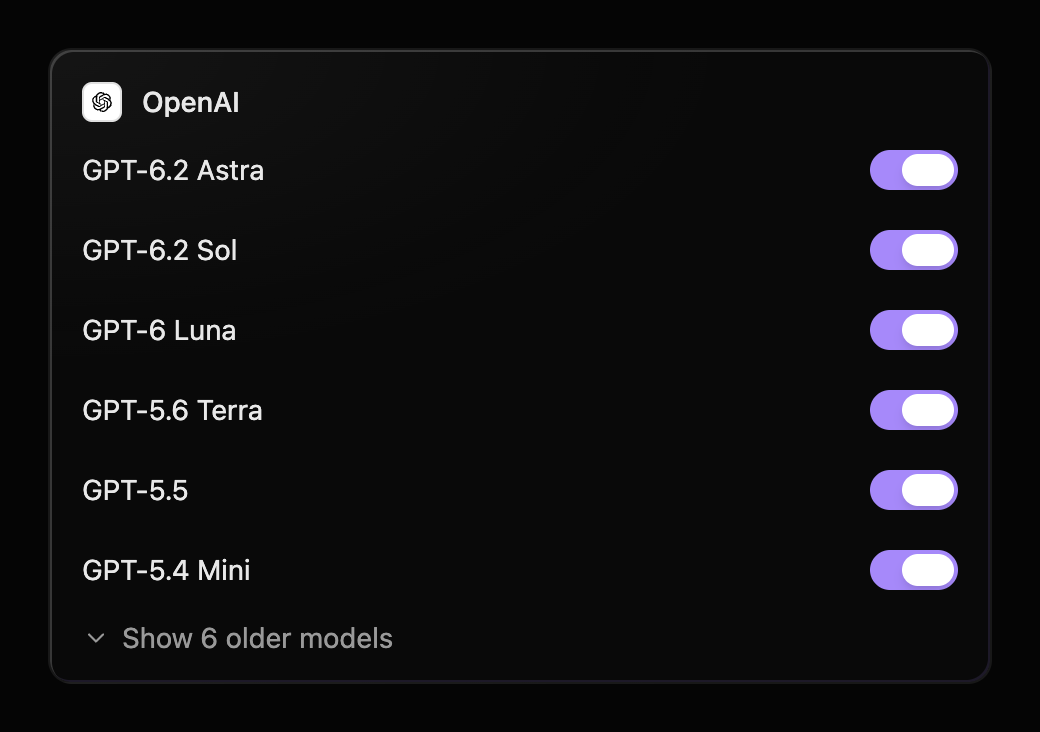 OpenAI
GPT-6.2 Astra
GPT-6.2 Sol
GPT-6 Luna
GPT-5.6 Terra
GPT-5.5
GPT-5.4 Mini
Show 6 older models